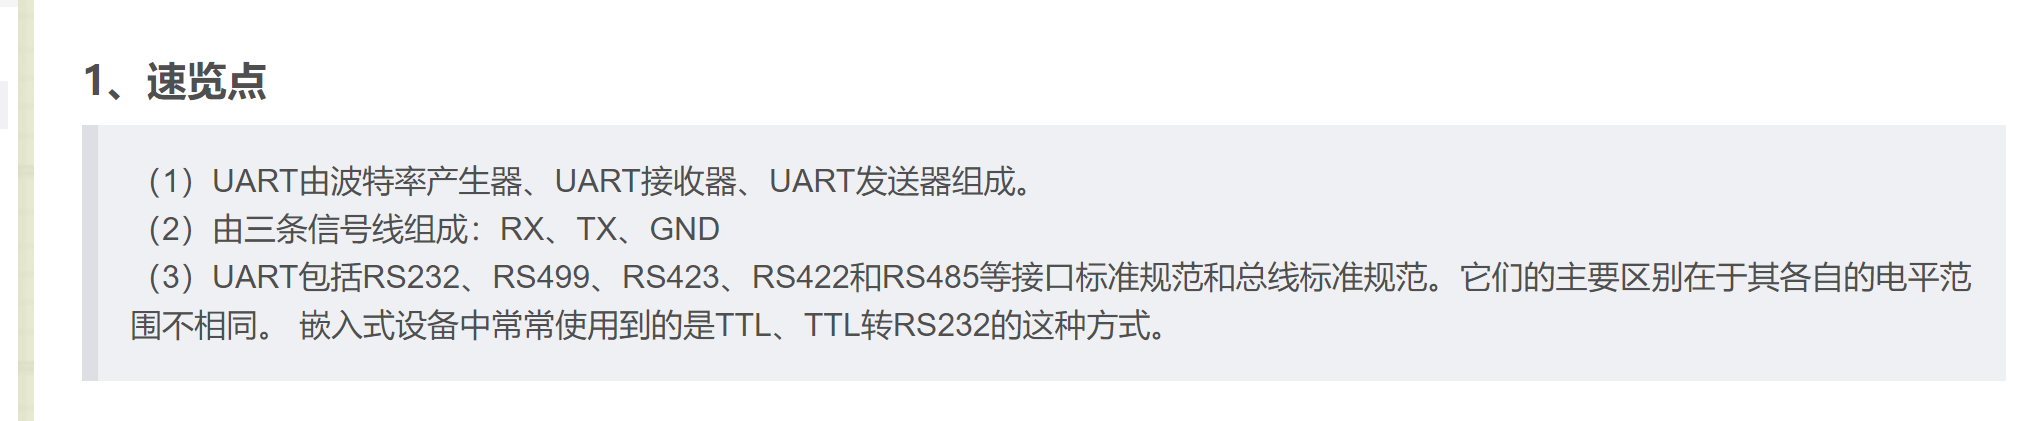 1、速览点
（1）UART由波特率产生器、UART接收器、UART发送器组成。
（2）由三条信号线组成：RX、TX、GND
（3）UART包括RS232、RS499、RS423、RS422和RS485等接口标准规范和总线标准规范。它们的主要区别在于其各自的电平范
围不相同。 嵌入式设备中常常使用到的是TTL、TTL转RS232的这种方式。